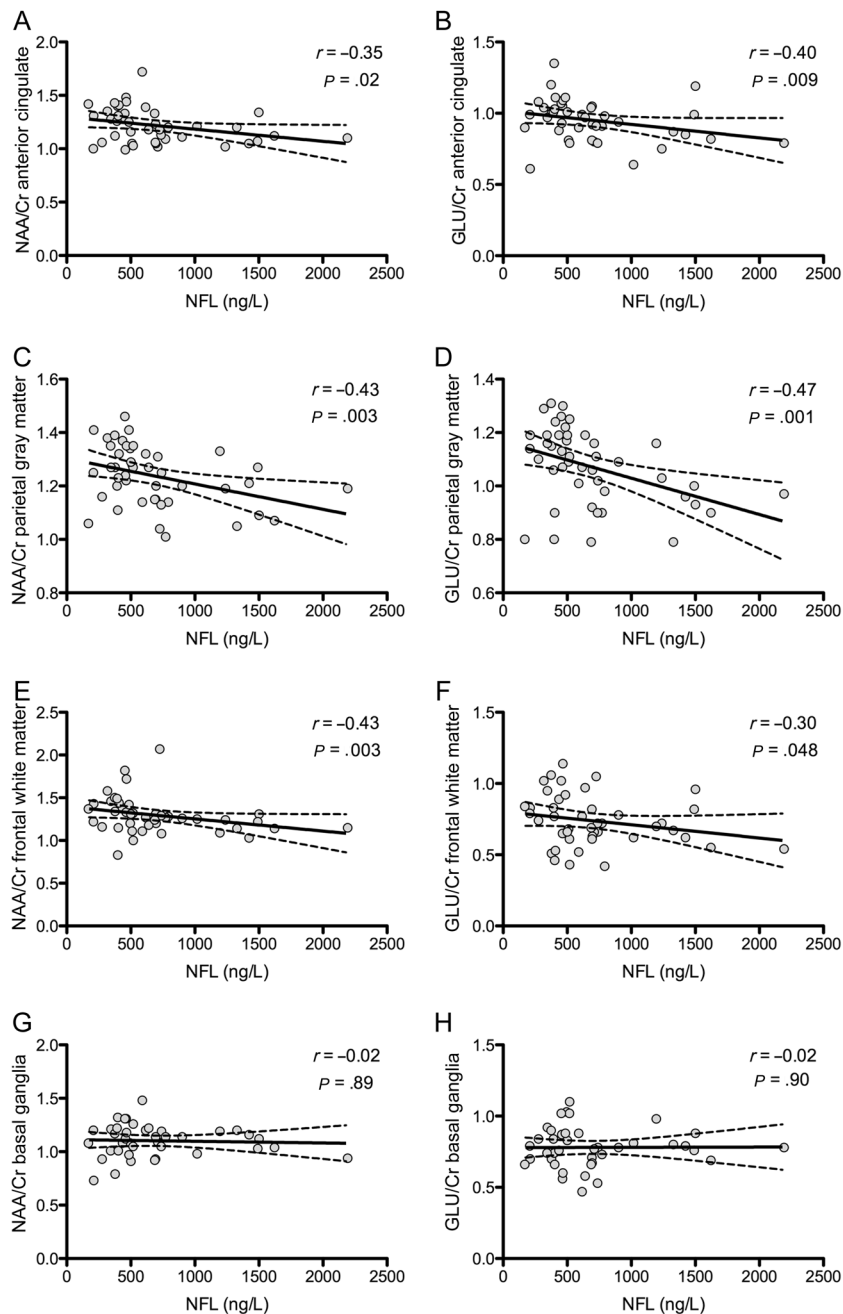 A
NAA/Cr anterior cingulate
2.0
1.5
1.0
0.5
0.0
r = –0.35
P = .02
0 500 1000 1500 2000 2500
NFL (ng/L)
B
GLU/Cr anterior cingulate
1.5
1.0
0.5
0.0
r = –0.40
P = .009
0 500 1000 1500 2000 2500
NFL (ng/L)
C
NAA/Cr parietal gray matter
1.6
1.4
1.2
1.0
0.8
r = –0.43
P = .003
0 500 1000 1500 2000 2500
NFL (ng/L)
D
GLU/Cr parietal gray matter
1.4
1.2
1.0
0.8
0.6
r = –0.47
P = .001
0 500 1000 1500 2000 2500
NFL (ng/L)
E
NAA/Cr frontal white matter
2.5
2.0
1.5
1.0
0.5
0.0
r = –0.43
P = .003
0 500 1000 1500 2000 2500
NFL (ng/L)
F
GLU/Cr frontal white matter
1.5
1.0
0.5
0.0
r = –0.30
P = .048
0 500 1000 1500 2000 2500
NFL (ng/L)
G
NAA/Cr basal ganglia
2.0
1.5
1.0
0.5
0.0
r = –0.02
P = .89
0 500 1000 1500 2000 2500
NFL (ng/L)
H
GLU/Cr basal ganglia
1.5
1.0
0.5
0.0
r = –0.02
P = .90
0 500 1000 1500 2000 2500
NFL (ng/L)